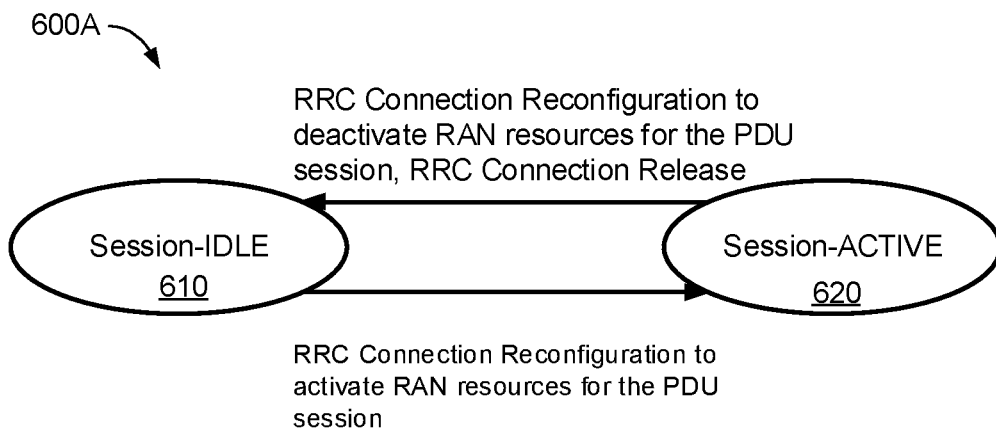 600A
RRC Connection Reconfiguration to
deactivate RAN resources for the PDU
session, RRC Connection Release
Session-IDLE
610
Session-ACTIVE
620
RRC Connection Reconfiguration to
activate RAN resources for the PDU
session